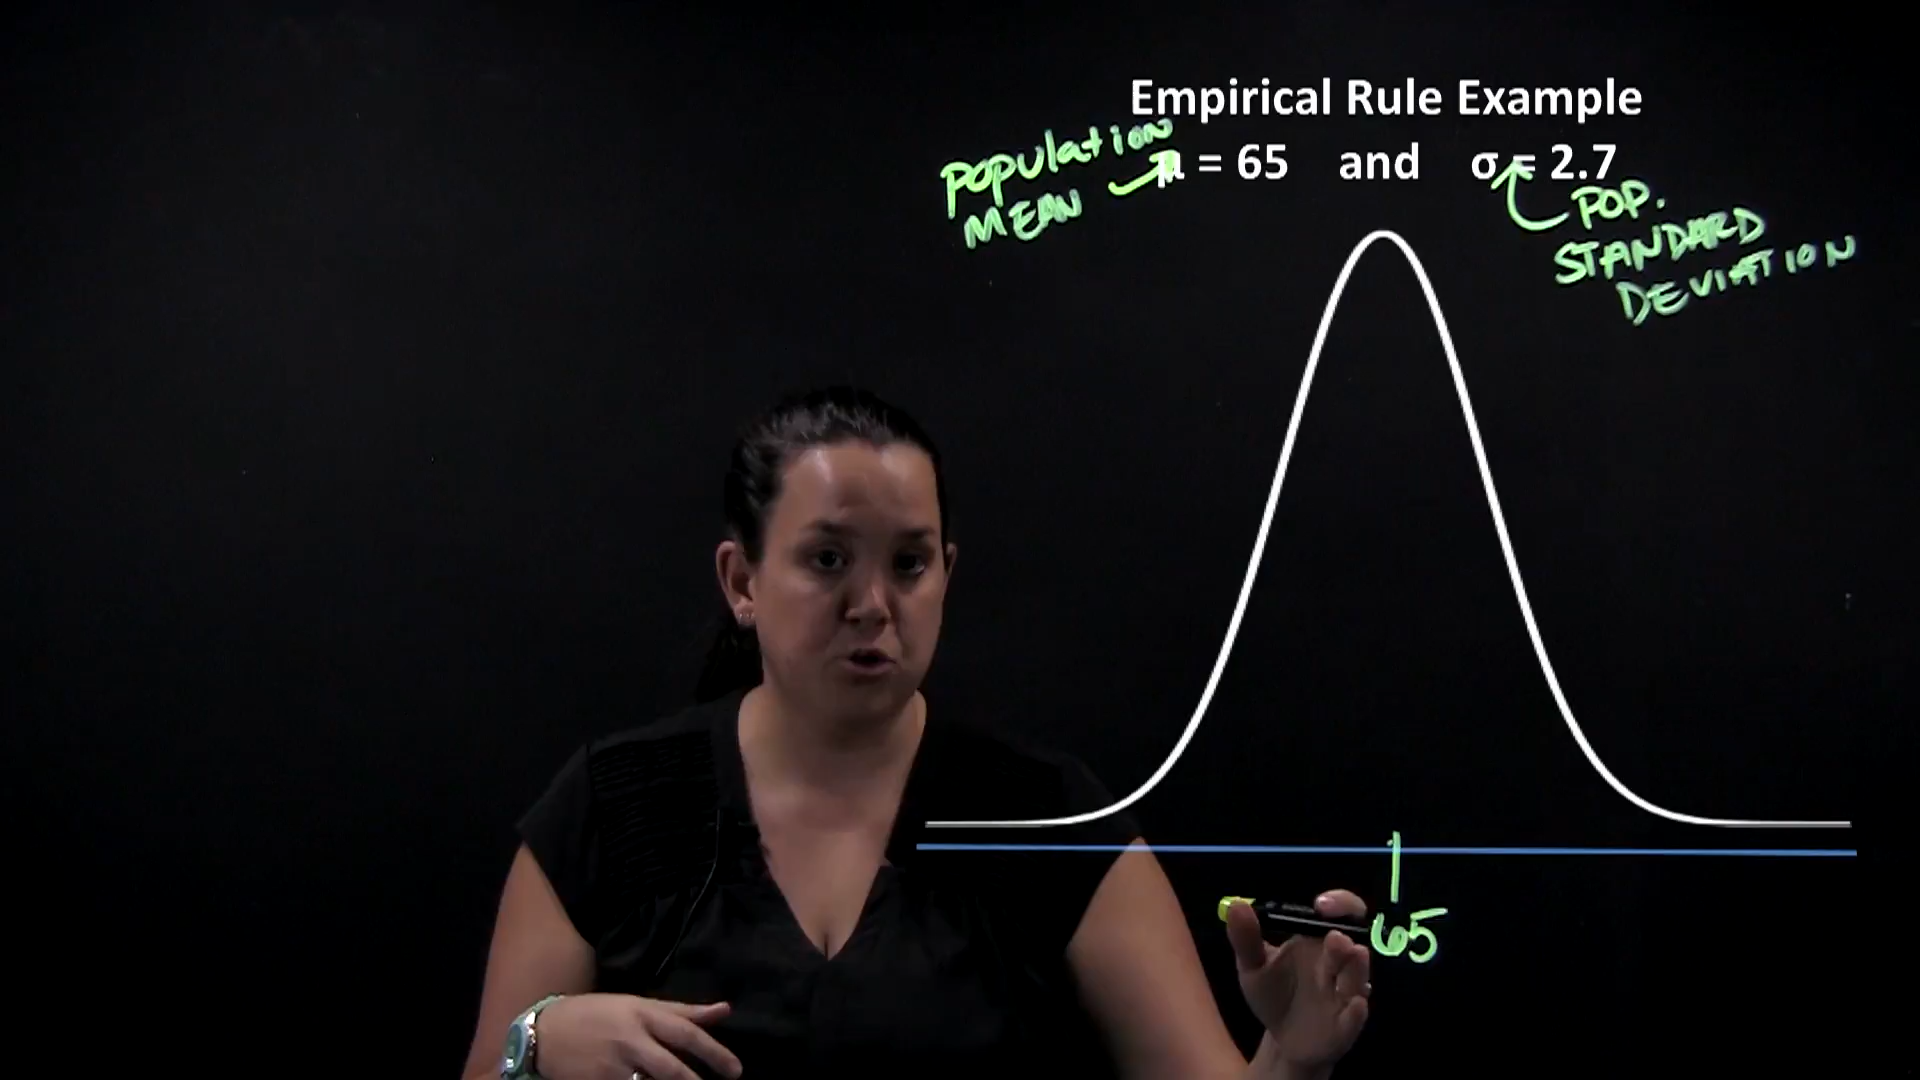 Empirical Rule Example
μ = 65 and σ = 2.7
POPulation
MEAN
POP.
STANDARD
DEVIATION
65